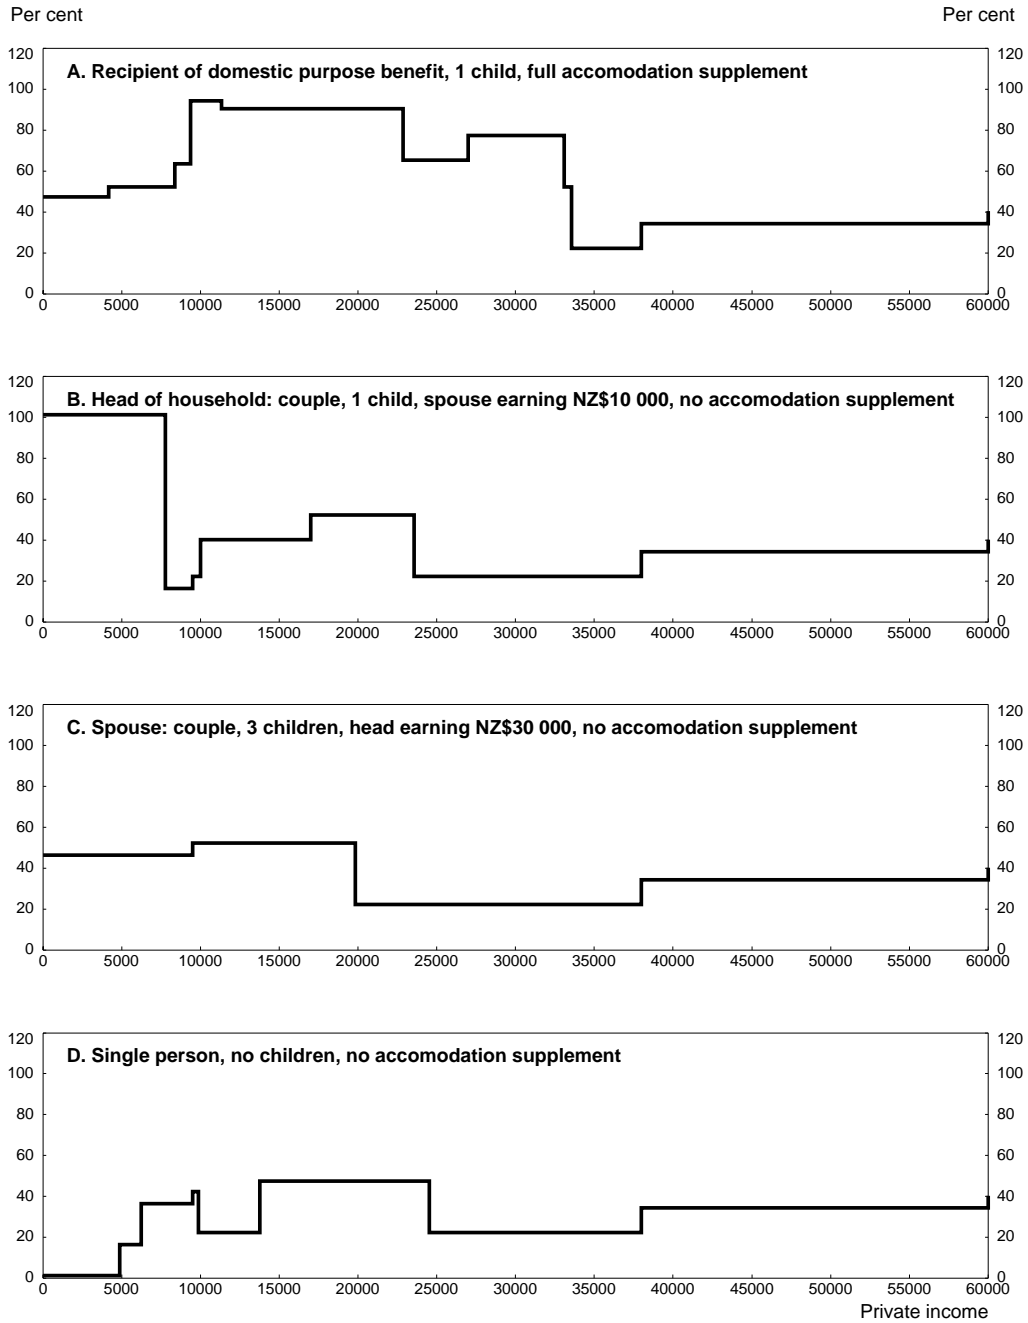 Per cent Per cent
A. Recipient of domestic purpose benefit, 1 child, full accomodation supplement
120 120
100 100
80 80
60 60
40 40
20 20
0 0
0 5000 10000 15000 20000 25000 30000 35000 40000 45000 50000 55000 60000
B. Head of household: couple, 1 child, spouse earning NZ$10 000, no accomodation supplement
120 120
100 100
80 80
60 60
40 40
20 20
0 0
0 5000 10000 15000 20000 25000 30000 35000 40000 45000 50000 55000 60000
C. Spouse: couple, 3 children, head earning NZ$30 000, no accomodation supplement
120 120
100 100
80 80
60 60
40 40
20 20
0 0
0 5000 10000 15000 20000 25000 30000 35000 40000 45000 50000 55000 60000
D. Single person, no children, no accomodation supplement
120 120
100 100
80 80
60 60
40 40
20 20
0 0
0 5000 10000 15000 20000 25000 30000 35000 40000 45000 50000 55000 60000
Private income